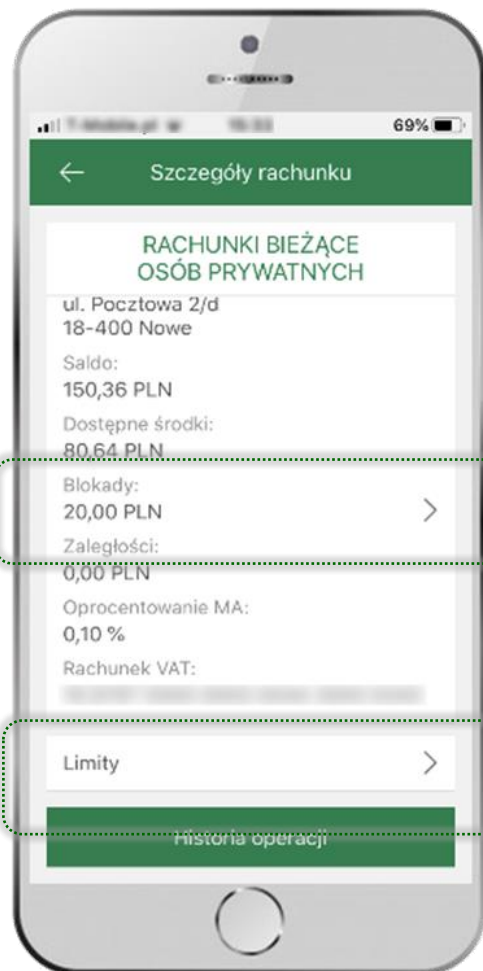 69%
Szczegóły rachunku
RACHUNKI BIEŻĄCE
OSÓB PRYWATNYCH
ul. Pocztowa 2/d
18-400 Nowe
Saldo:
150,36 PLN
Dostępne środki:
80,64 PLN
Blokady:
20,00 PLN
Zaległości:
0,00 PLN
Oprocentowanie MA:
0,10 %
Rachunek VAT:
Limity
Historia operacji